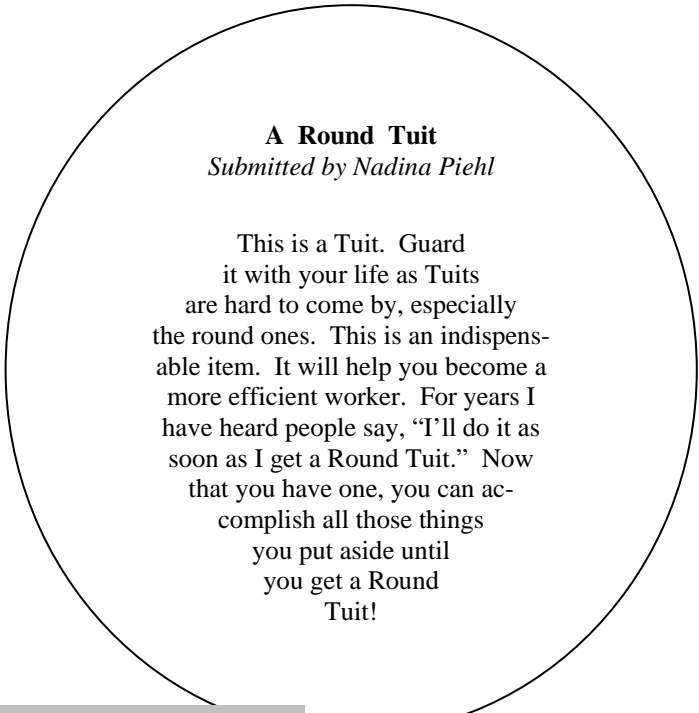 A Round Tuit
Submitted by Nadina Piehl
This is a Tuit. Guard
it with your life as Tuits
are hard to come by, especially
the round ones. This is an indispens-
able item. It will help you become a
more efficient worker. For years I
have heard people say, “I’ll do it as
soon as I get a Round Tuit.” Now
that you have one, you can ac-
complish all those things
you put aside until
you get a Round
Tuit!